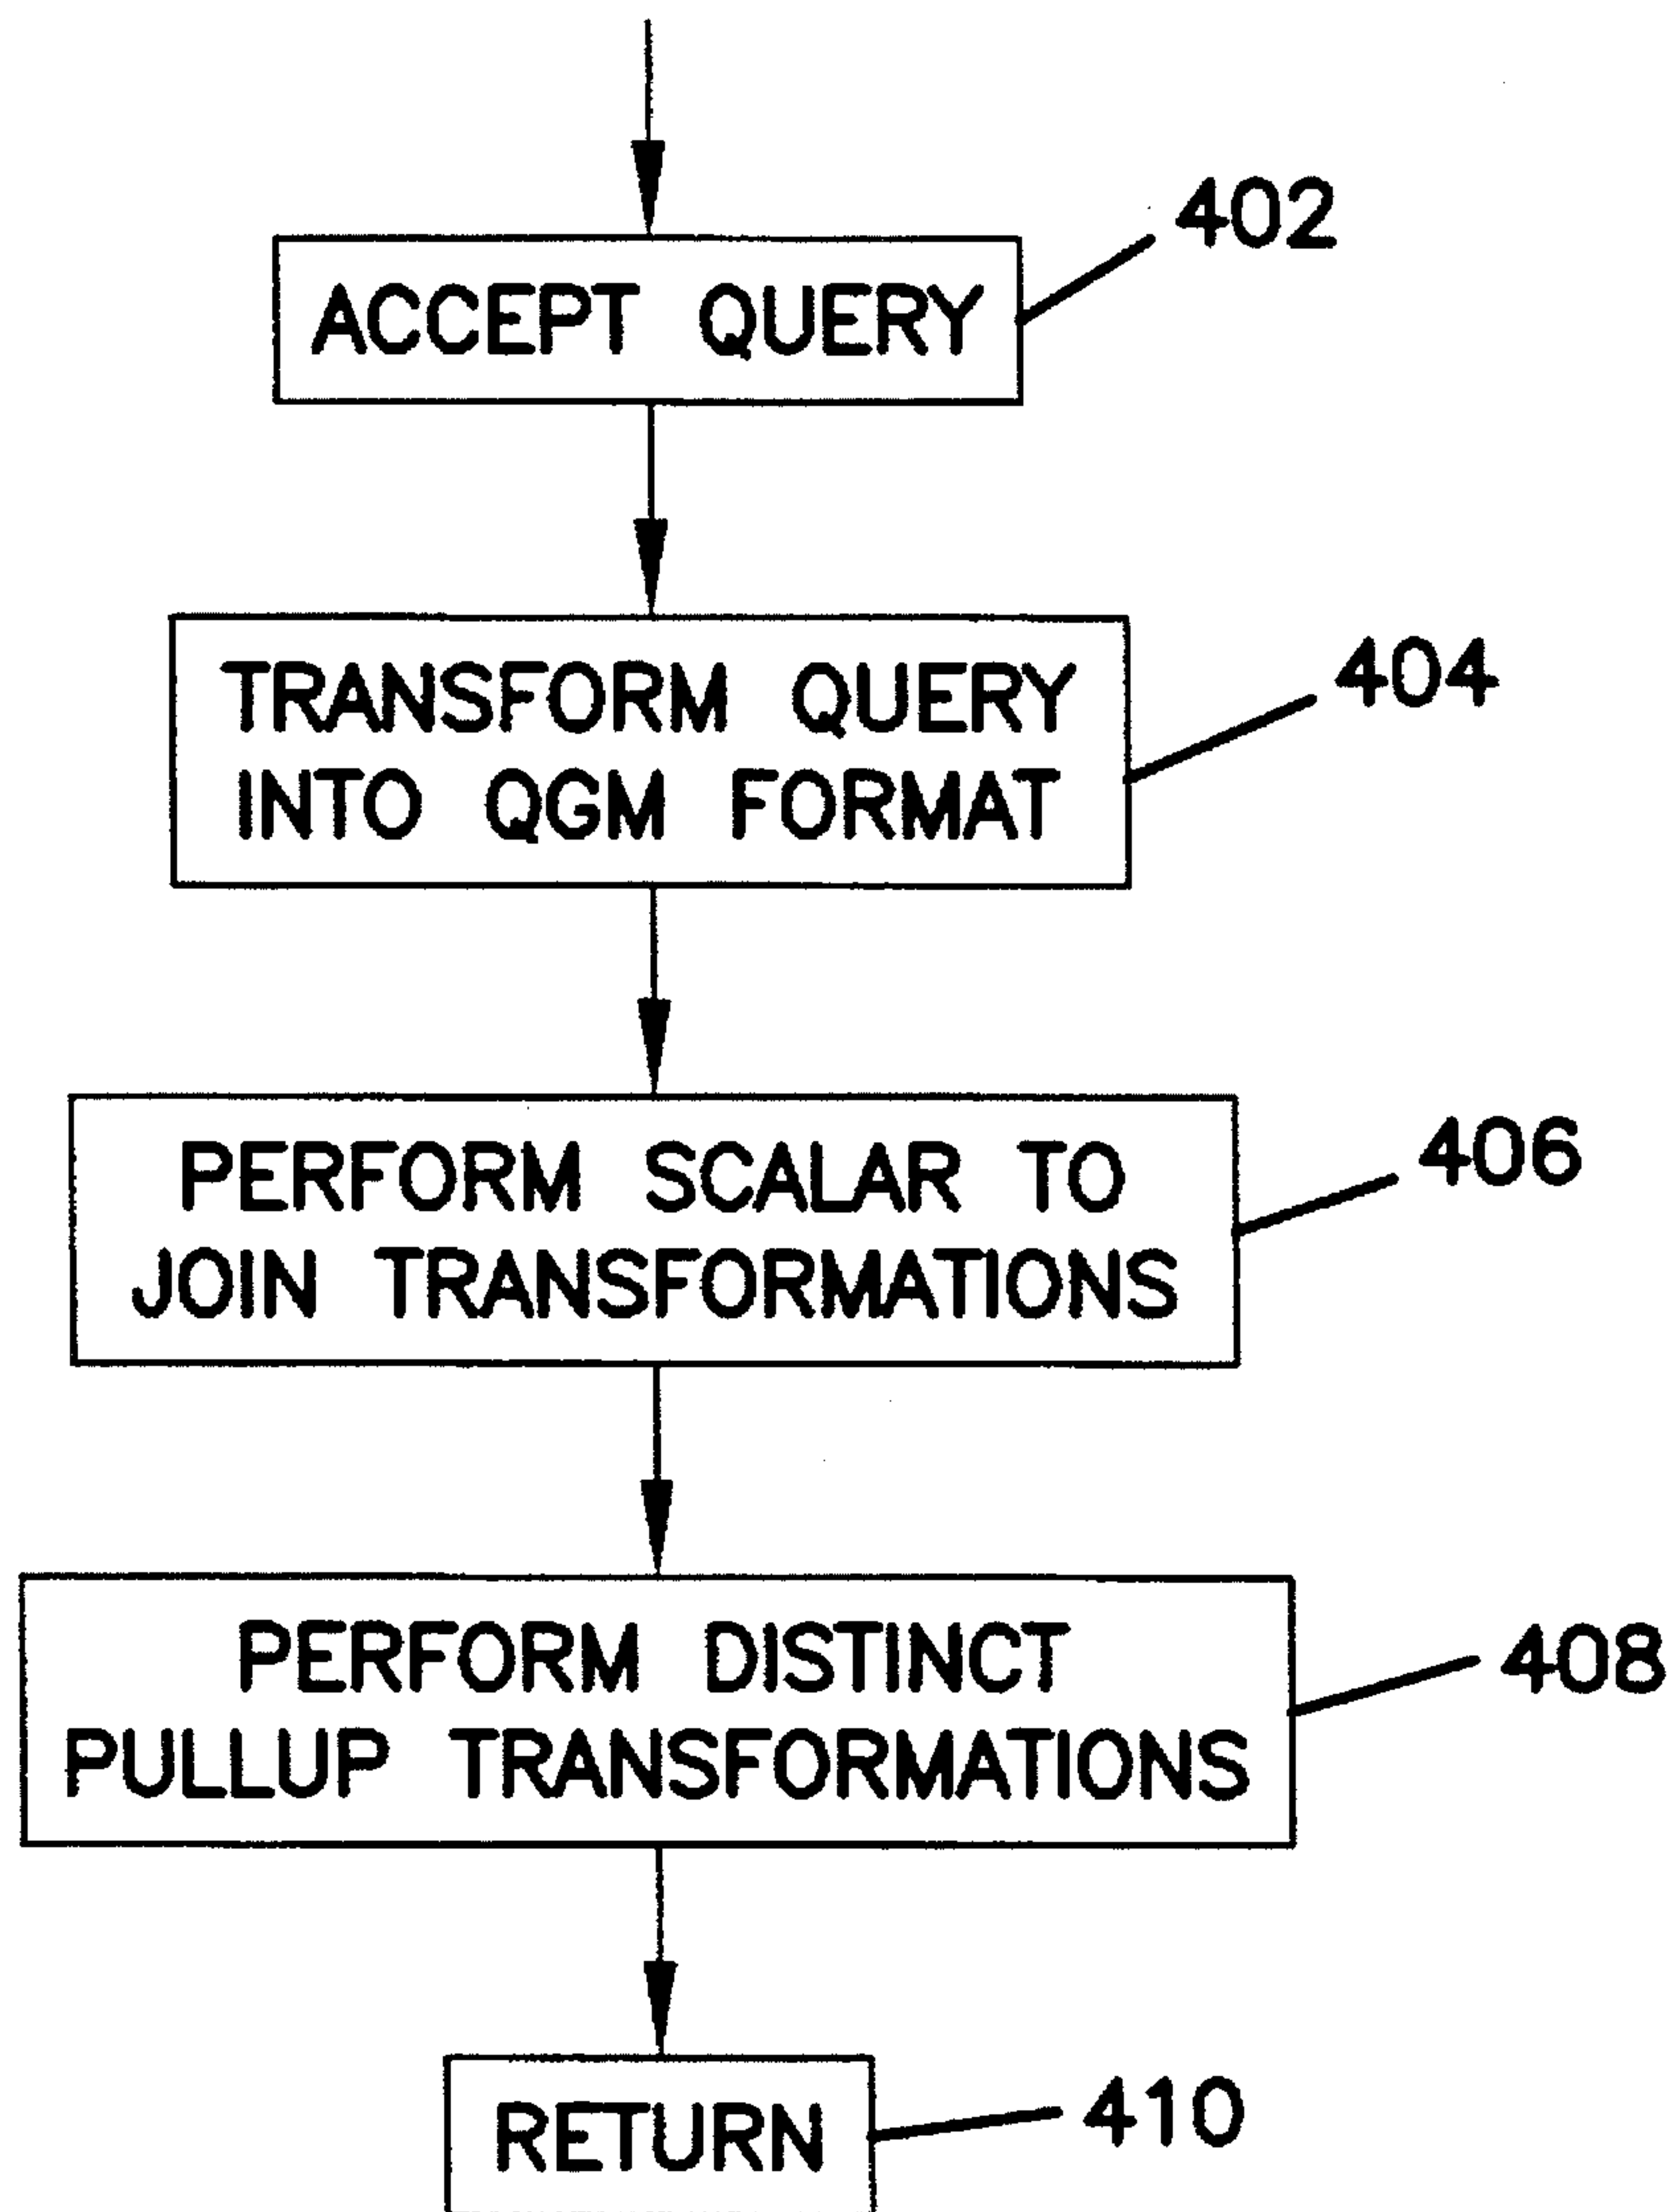 402
ACCEPT QUERY
404
TRANSFORM QUERY
INTO QGM FORMAT
406
PERFORM SCALAR TO
JOIN TRANSFORMATIONS
408
PERFORM DISTINCT
PULLUP TRANSFORMATIONS
410
RETURN